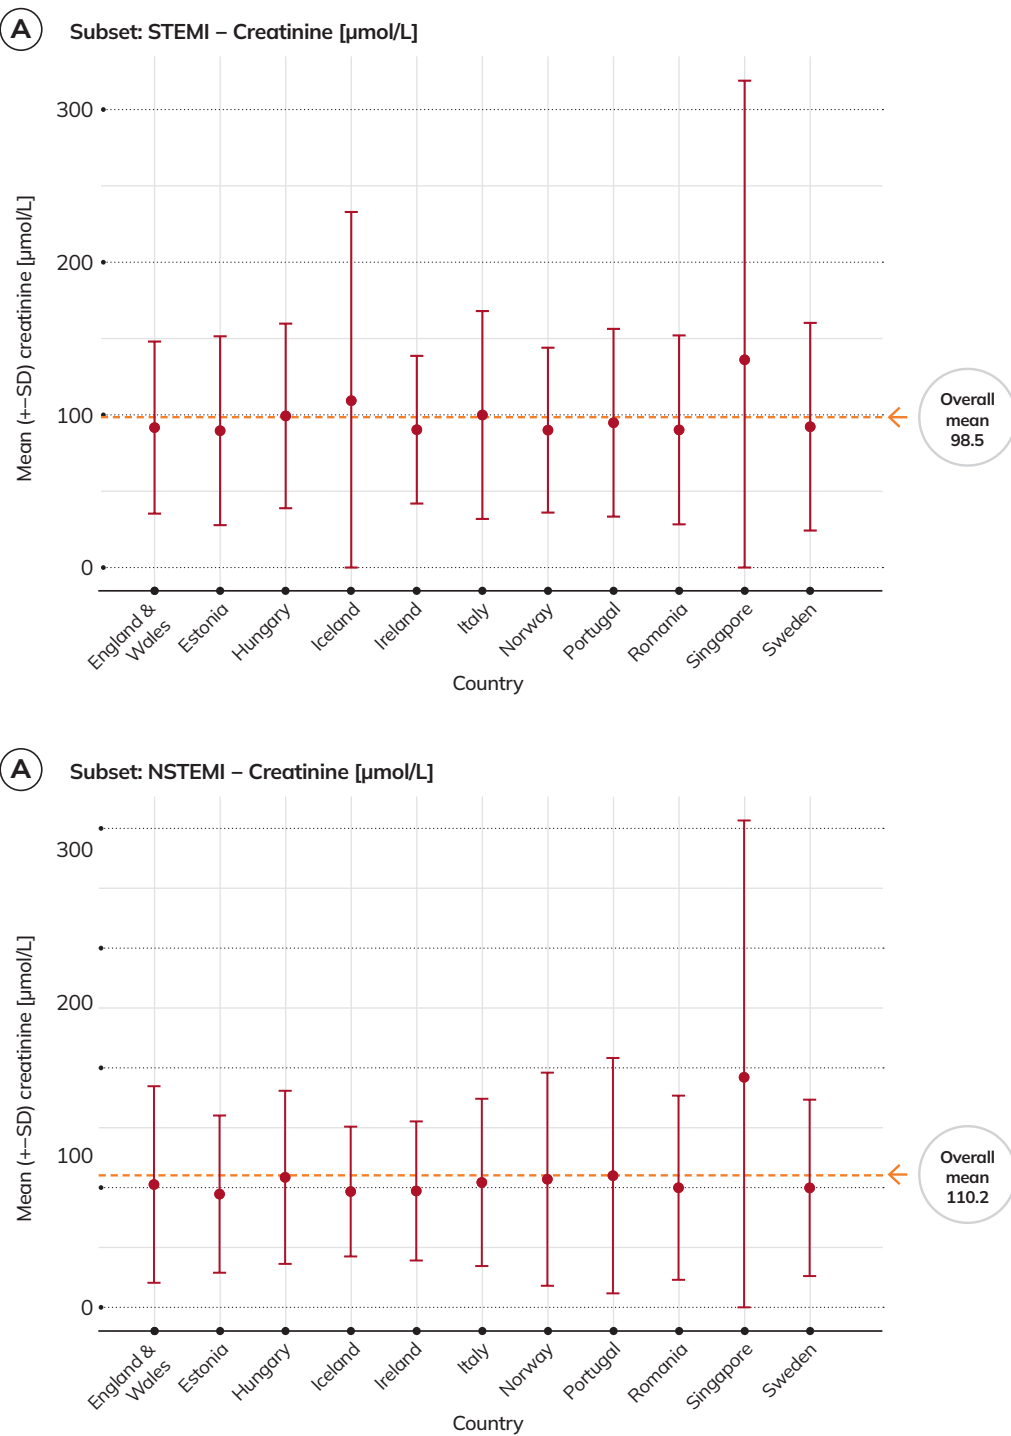 A
Subset: STEMI – Creatinine [µmol/L]
Mean (+−SD) creatinine [µmol/L]
300
200
100
0
Overall
mean
98.5
England &
Wales
Estonia
Hungary
Iceland
Ireland
Italy
Norway
Portugal
Romania
Singapore
Sweden
Country
A
Subset: NSTEMI – Creatinine [µmol/L]
Mean (+−SD) creatinine [µmol/L]
300
200
100
0
Overall
mean
110.2
England &
Wales
Estonia
Hungary
Iceland
Ireland
Italy
Norway
Portugal
Romania
Singapore
Sweden
Country